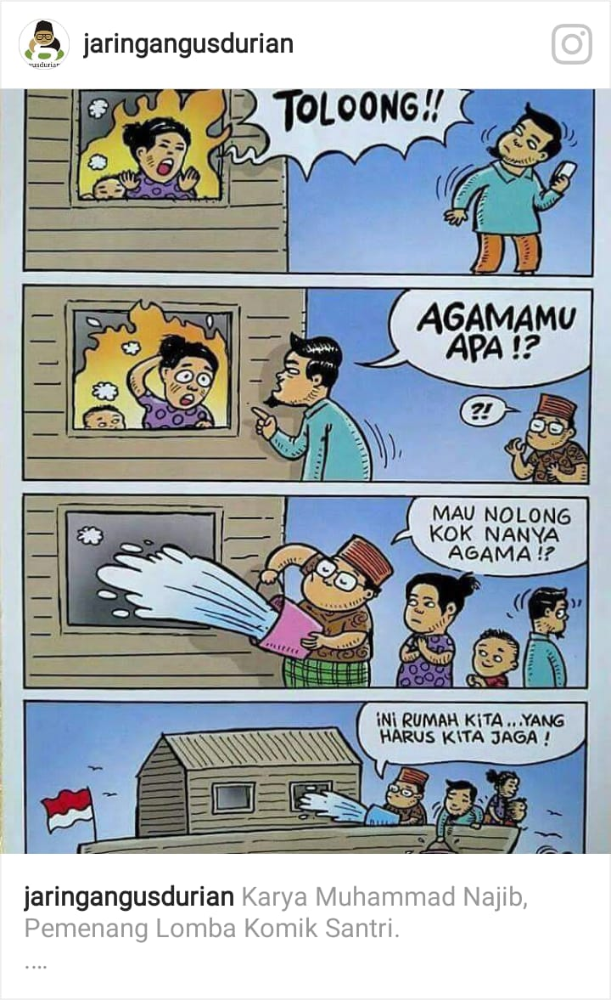 jaringangusdurian
gusdurian
TOLOONG!!
AGAMAMU
APA!?
?!
MAU NOLONG
KOK NANYA
AGAMA!?
INI RUMAH KITA...YANG
HARUS KITA JAGA!
jaringangusdurian Karya Muhammad Najib,
Pemenang Lomba Komik Santri.
....